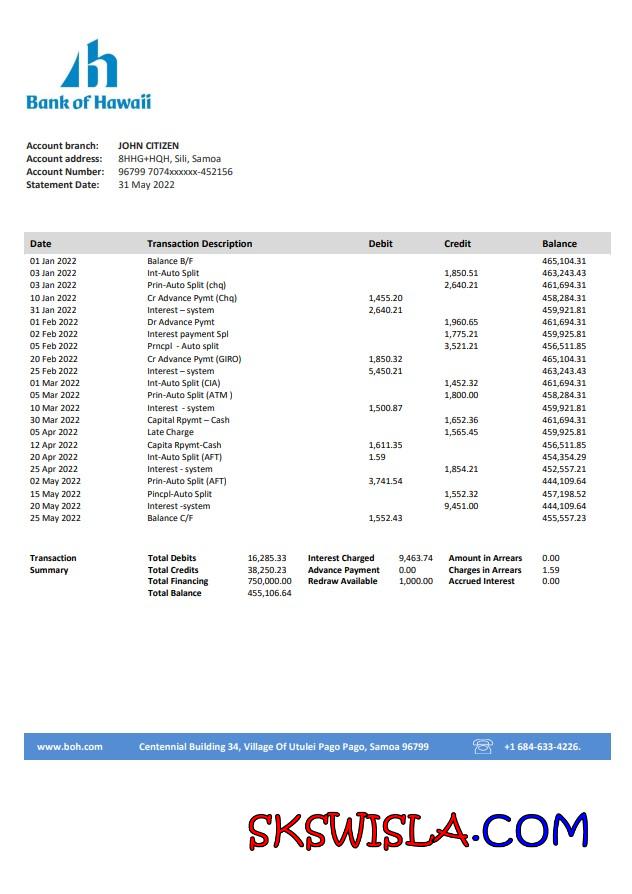 Bank of Hawaii
Account branch: JOHN CITIZEN
Account address: 8HHG+HQH, Sili, Samoa
Account Number: 96799 7074xxxxxx-452156
Statement Date: 31 May 2022
Date Transaction Description Debit Credit Balance
01 Jan 2022 Balance B/F 465,104.31
03 Jan 2022 Int-Auto Split 1,850.51 463,243.43
03 Jan 2022 Prin-Auto Split (chq) 2,640.21 461,694.31
10 Jan 2022 Cr Advance Pymt (Chq) 1,455.20 458,284.31
31 Jan 2022 Interest – system 2,640.21 459,921.81
01 Feb 2022 Dr Advance Pymt 1,960.65 461,694.31
02 Feb 2022 Interest payment Spl 1,775.21 459,925.81
05 Feb 2022 Prncpl - Auto split 3,521.21 456,511.85
20 Feb 2022 Cr Advance Pymt (GIRO) 1,850.32 465,104.31
25 Feb 2022 Interest – system 5,450.21 463,243.43
01 Mar 2022 Int-Auto Split (CIA) 1,452.32 461,694.31
05 Mar 2022 Prin-Auto Split (ATM ) 1,800.00 458,284.31
10 Mar 2022 Interest - system 1,500.87 459,921.81
30 Mar 2022 Capital Rpymt – Cash 1,652.36 461,694.31
05 Apr 2022 Late Charge 1,565.45 459,925.81
12 Apr 2022 Capita Rpymt-Cash 1,611.35 456,511.85
20 Apr 2022 Int-Auto Split (AFT) 1.59 454,354.29
25 Apr 2022 Interest - system 1,854.21 452,557.21
02 May 2022 Prin-Auto Split (AFT) 3,741.54 444,109.64
15 May 2022 Pincpl-Auto Split 1,552.32 457,198.52
20 May 2022 Interest -system 9,451.00 444,109.64
25 May 2022 Balance C/F 1,552.43 455,557.23
Transaction Total Debits 16,285.33 Interest Charged 9,463.74 Amount in Arrears 0.00
Summary Total Credits 38,250.23 Advance Payment 0.00 Charges in Arrears 1.59
Total Financing 750,000.00 Redraw Available 1,000.00 Accrued Interest 0.00
Total Balance 455,106.64
www.boh.com Centennial Building 34, Village Of Utulei Pago Pago, Samoa 96799 +1 684-633-4226.
SKSWISLA.COM